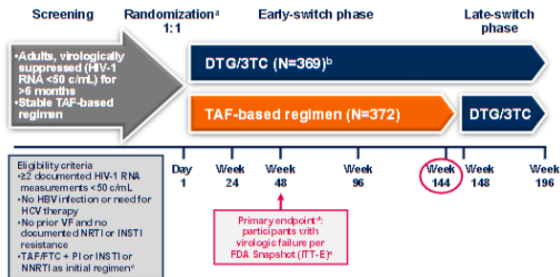 Screening
Randomizationᵃ
1:1
Early-switch phase
Late-switch
phase
•Adults, virologically
suppressed (HIV-1
RNA <50 c/mL) for
>6 months
•Stable TAF-based
regimen
DTG/3TC (N=369)ᵇ
TAF-based regimen (N=372)
DTG/3TC
Eligibility criteria
•≥2 documented HIV-1 RNA
measurements <50 c/mL
•No HBV infection or need for
HCV therapy
•No prior VF and no
documented NRTI or INSTI
resistance
•TAF/FTC + PI or INSTI or
NNRTI as initial regimenᶜ
Day
1
Week
24
Week
48
Week
96
Week
144
Week
148
Week
196
Primary endpointᵈ:
participants with
virologic failure per
FDA Snapshot (ITT-E)ᵉ